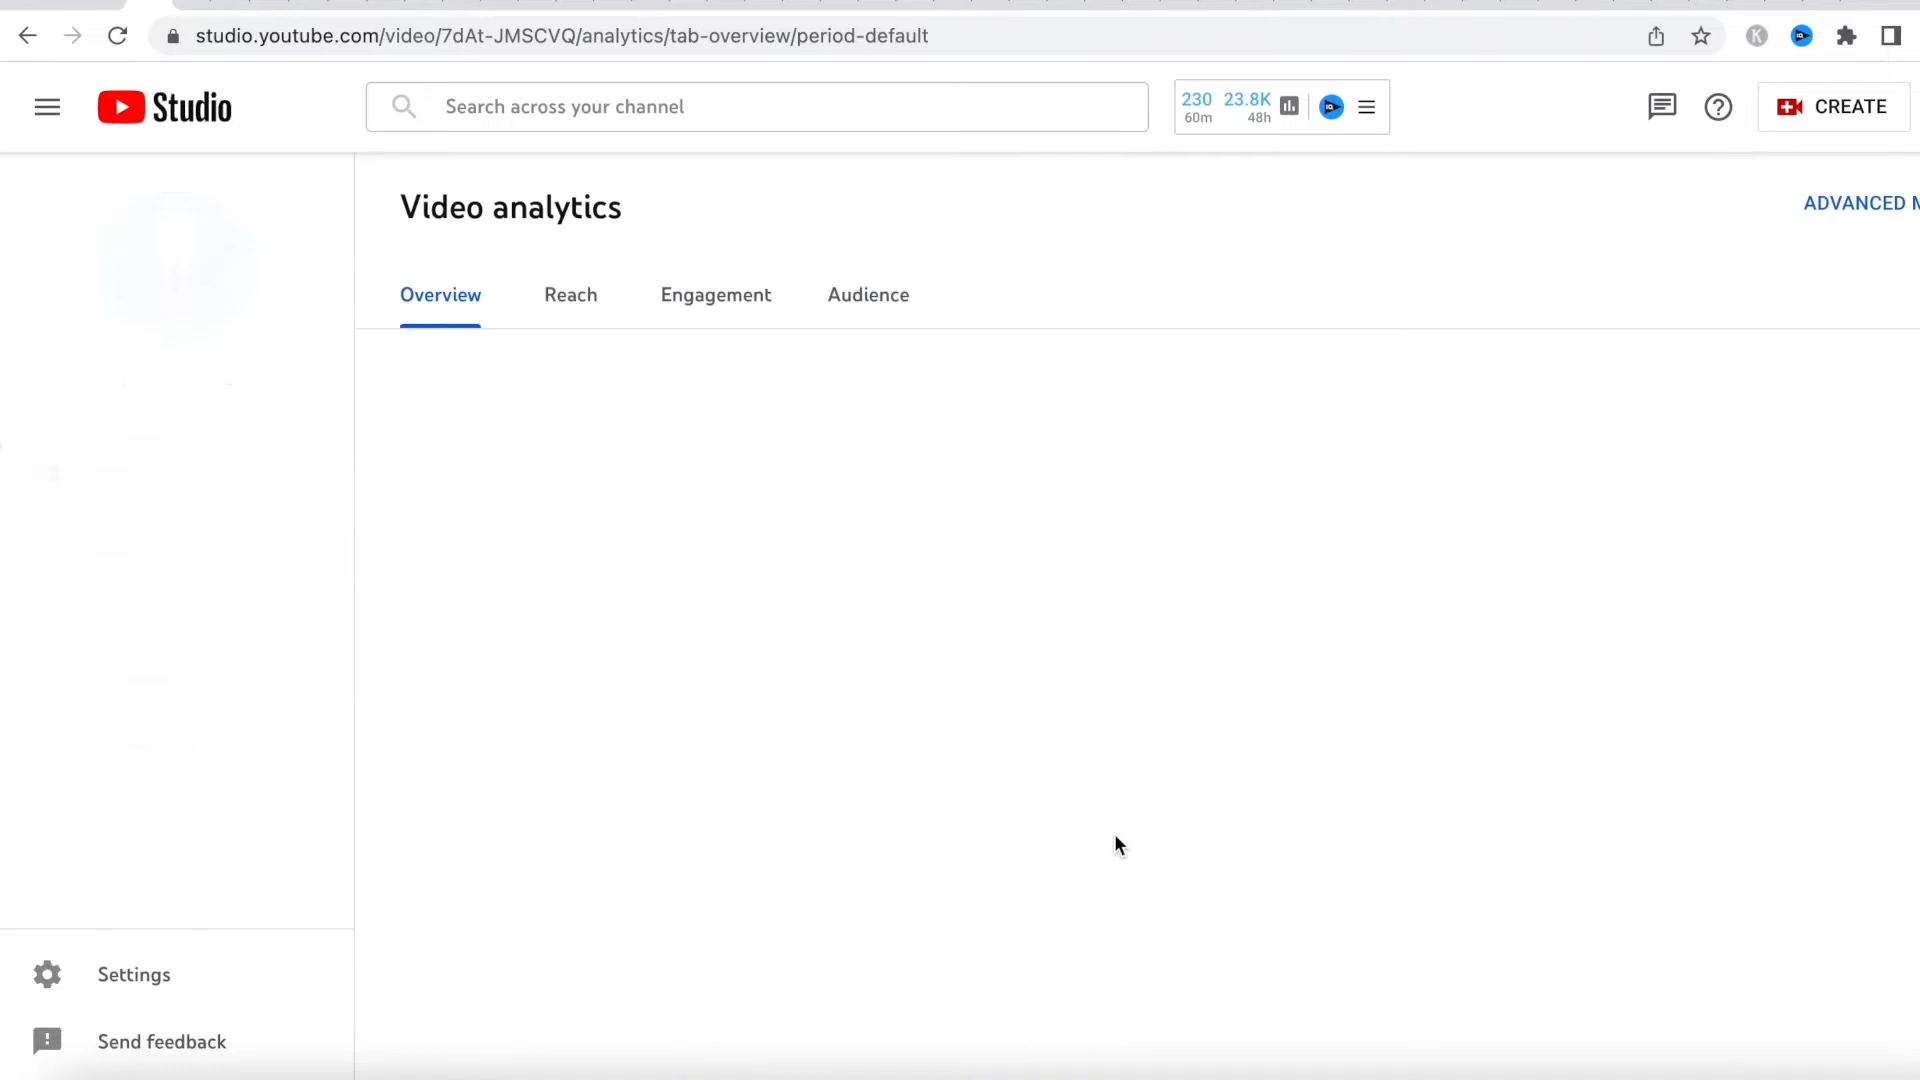 studio.youtube.com/video/7dAt-JMSCVQ/analytics/tab-overview/period-default
K
Studio
Search across your channel
230 23.8K
60m 48h
CREATE
Video analytics
ADVANCED M
Overview Reach Engagement Audience
Settings
Send feedback